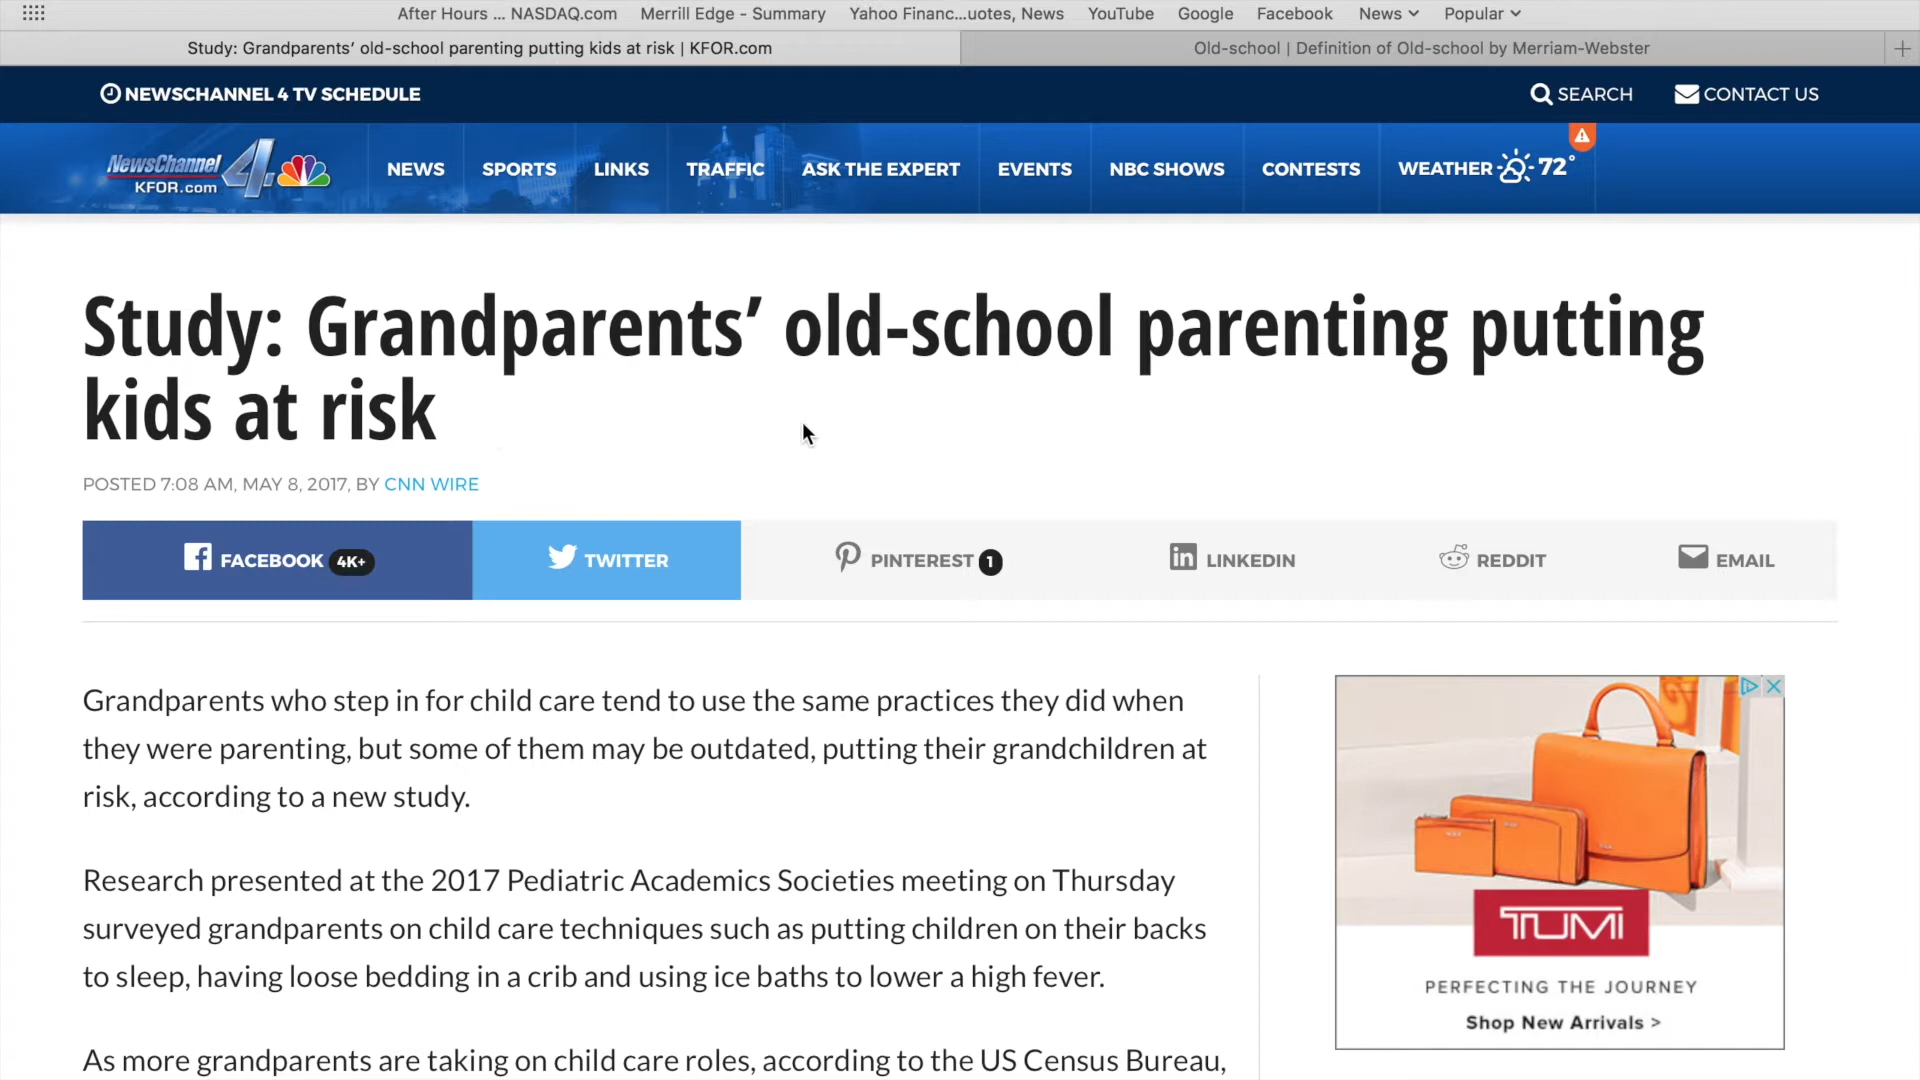 After Hours ... NASDAQ.com Merrill Edge - Summary Yahoo Financ...uotes, News YouTube Google Facebook News Popular
Study: Grandparents’ old-school parenting putting kids at risk | KFOR.com Old-school | Definition of Old-school by Merriam-Webster
NEWSCHANNEL 4 TV SCHEDULE SEARCH CONTACT US
NewsChannel 4
KFOR.com
NEWS SPORTS LINKS TRAFFIC ASK THE EXPERT EVENTS NBC SHOWS CONTESTS WEATHER 72°
Study: Grandparents’ old-school parenting putting
kids at risk
POSTED 7:08 AM, MAY 8, 2017, BY CNN WIRE
FACEBOOK 4K+ TWITTER PINTEREST 1 LINKEDIN REDDIT EMAIL
Grandparents who step in for child care tend to use the same practices they did when
they were parenting, but some of them may be outdated, putting their grandchildren at
risk, according to a new study.
Research presented at the 2017 Pediatric Academics Societies meeting on Thursday
surveyed grandparents on child care techniques such as putting children on their backs
to sleep, having loose bedding in a crib and using ice baths to lower a high fever.
As more grandparents are taking on child care roles, according to the US Census Bureau,
TUMI
PERFECTING THE JOURNEY
Shop New Arrivals >